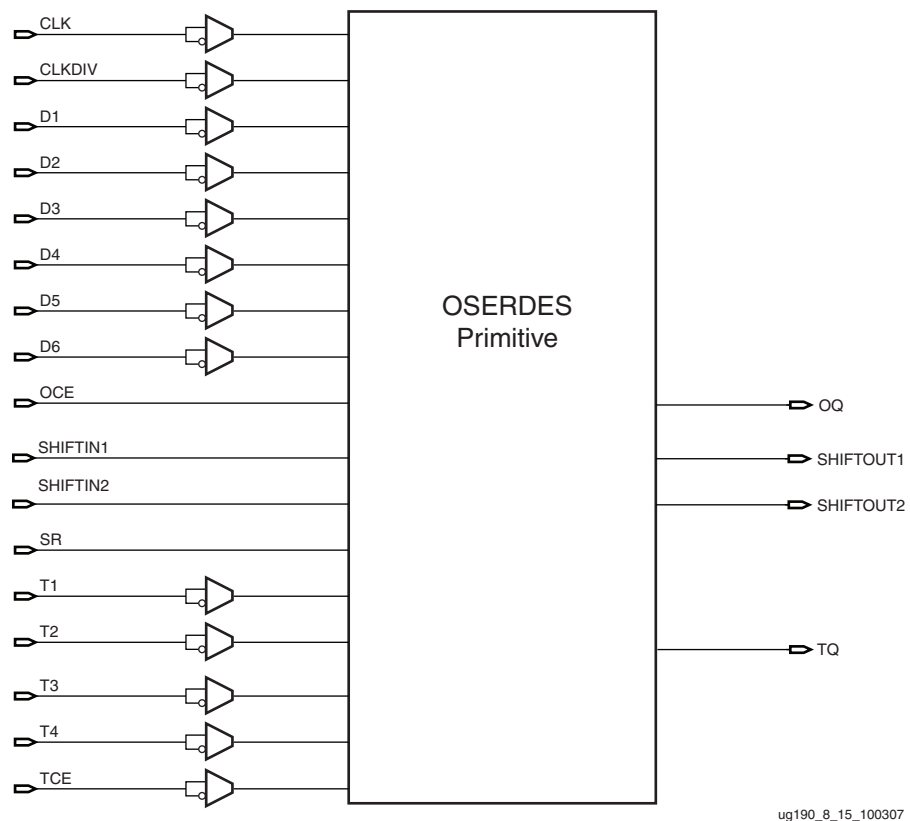 CLK
CLKDIV
D1
D2
D3
D4
D5
D6
OCE
SHIFTIN1
SHIFTIN2
SR
T1
T2
T3
T4
TCE
OSERDES
Primitive
OQ
SHIFTOUT1
SHIFTOUT2
TQ
ug190_8_15_100307